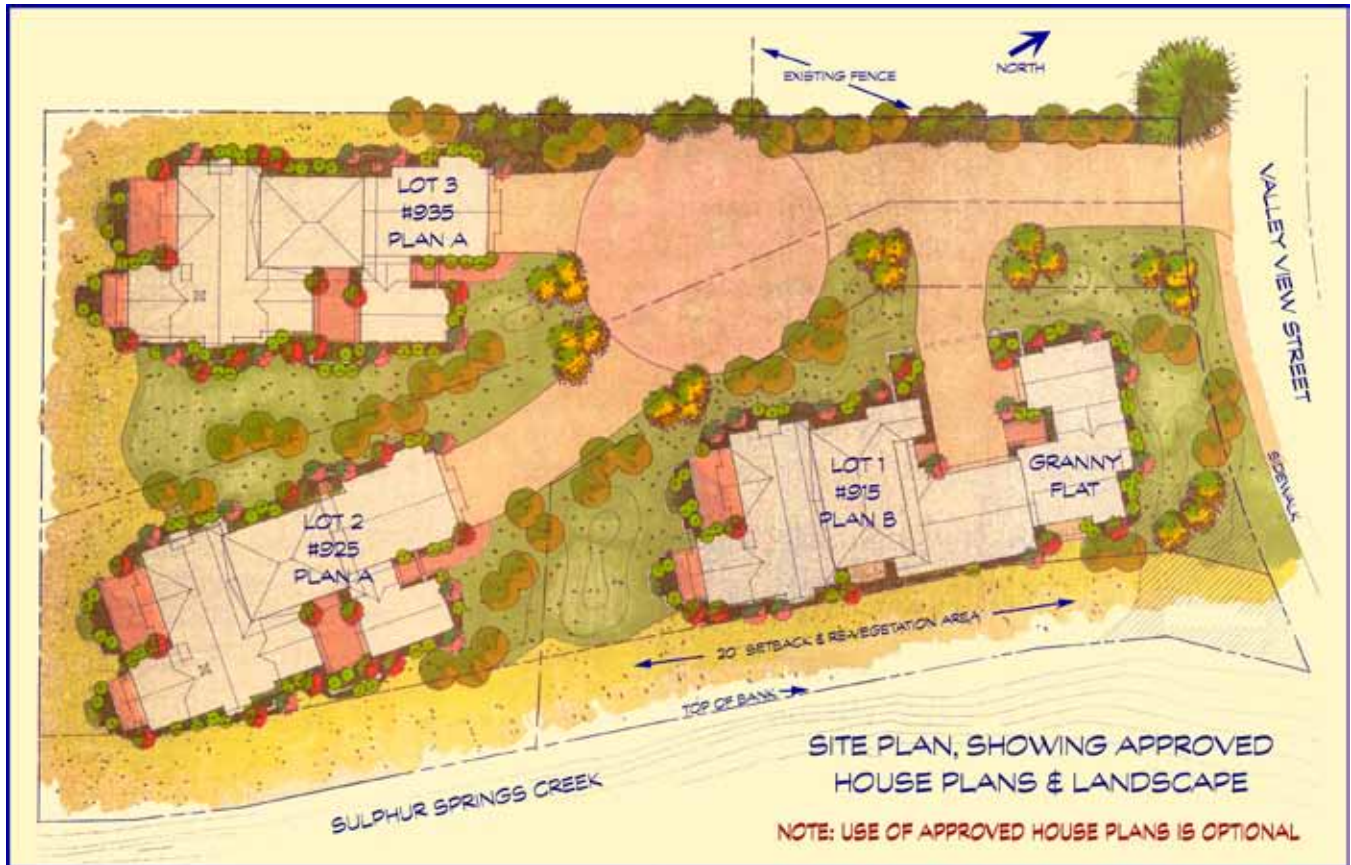 EXISTING FENCE
NORTH
VALLEY VIEW STREET
SIDEWALK
LOT 3
#935
PLAN A
LOT 2
#925
PLAN A
LOT 1
#915
PLAN B
GRANNY
FLAT
20' SETBACK & RE-VEGETATION AREA
TOP OF BANK
SULPHUR SPRINGS CREEK
SITE PLAN, SHOWING APPROVED
HOUSE PLANS & LANDSCAPE
NOTE: USE OF APPROVED HOUSE PLANS IS OPTIONAL